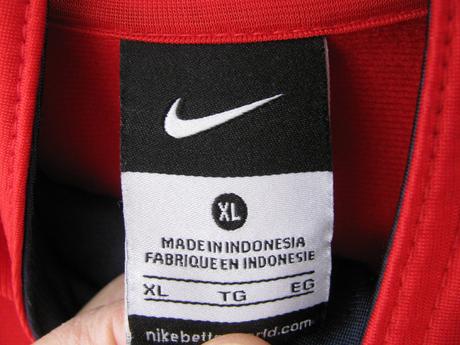 XL
MADE IN INDONESIA
FABRIQUE EN INDONESIE
XL TG EG